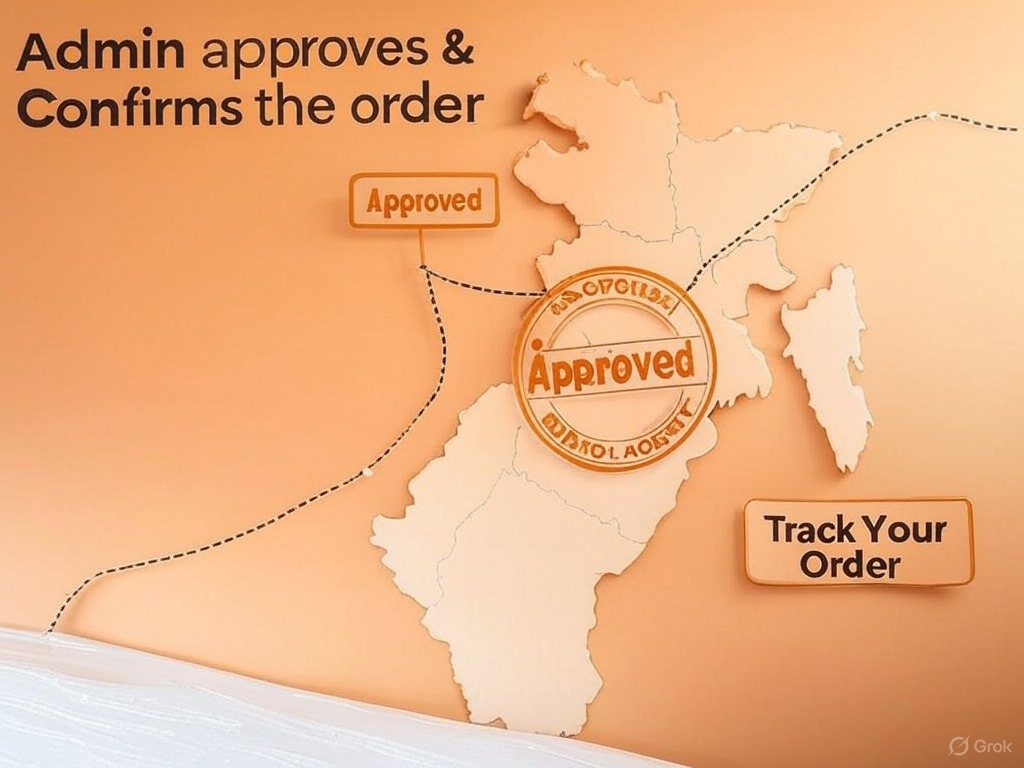 Admin approves &
Confirms the order
Approved
Approved
Track Your
Order
Grok